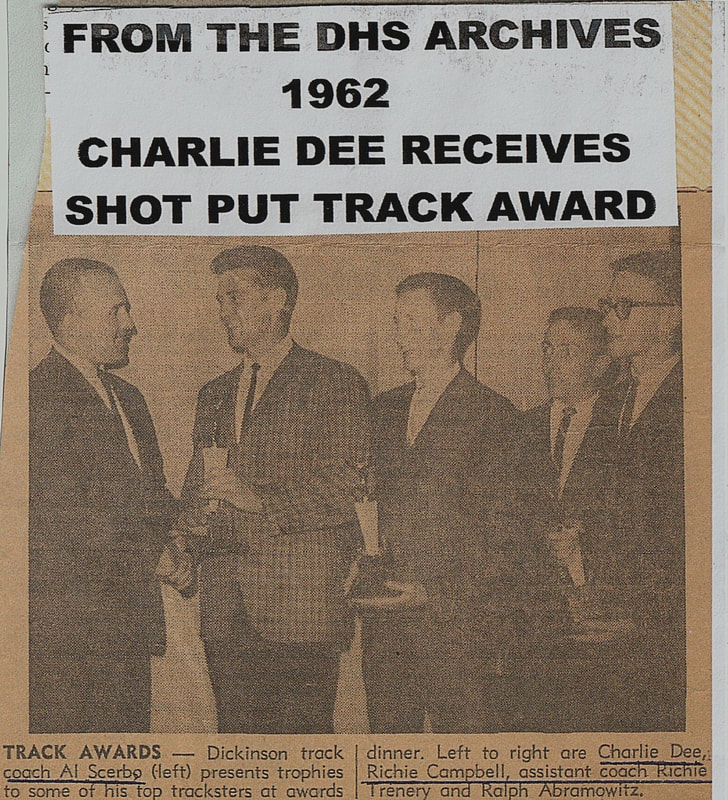 FROM THE DHS ARCHIVES
1962
CHARLIE DEE RECEIVES
SHOT PUT TRACK AWARD
TRACK AWARDS — Dickinson track
coach Al Scerbo (left) presents trophies
to some of his top tracksters at awards
dinner. Left to right are Charlie Dee,
Richie Campbell, assistant coach Richie
Trenery and Ralph Abramowitz.